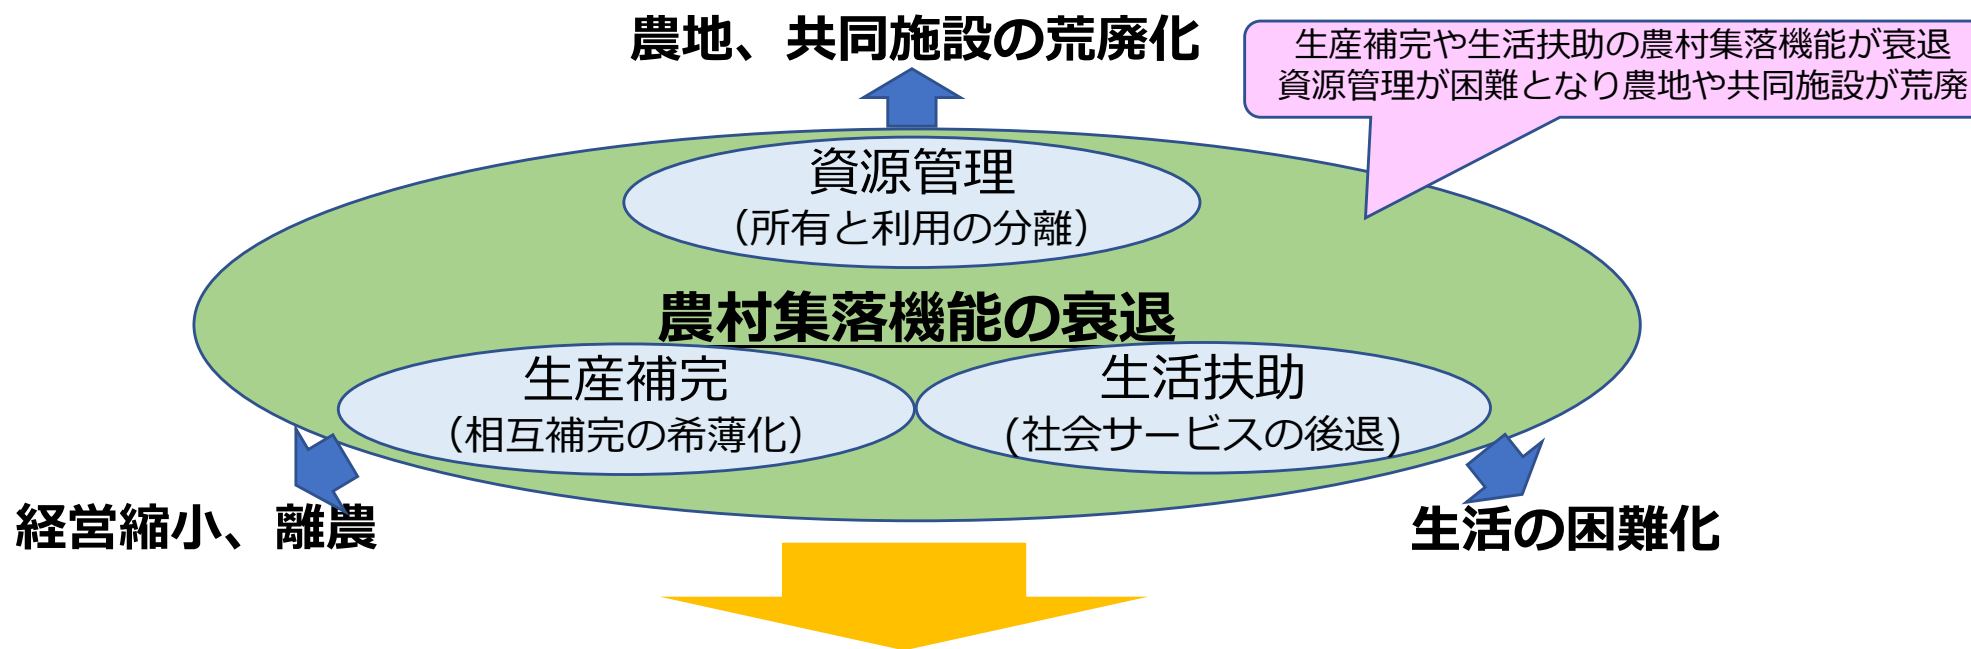 農地、共同施設の荒廃化
生産補完や生活扶助の農村集落機能が衰退
資源管理が困難となり農地や共同施設が荒廃
資源管理
（所有と利用の分離）
農村集落機能の衰退
生産補完
（相互補完の希薄化）
生活扶助
(社会サービスの後退)
経営縮小、離農
生活の困難化